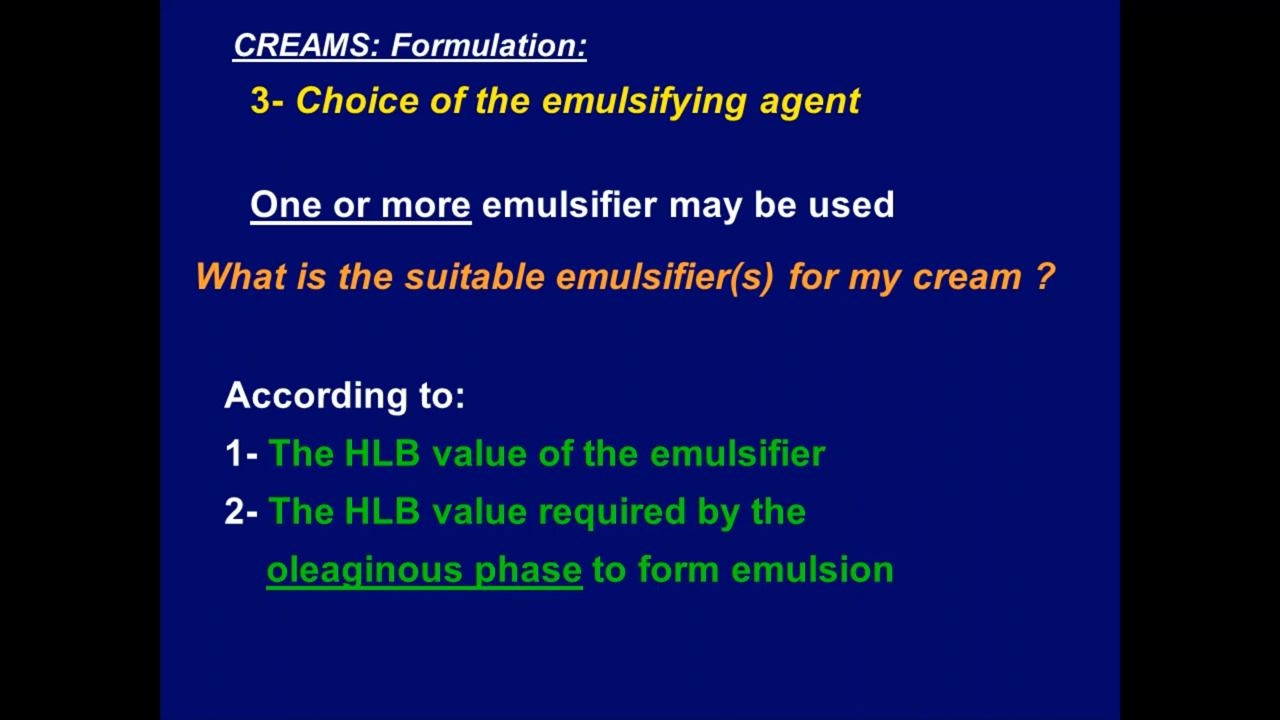 CREAMS: Formulation:
3- Choice of the emulsifying agent
One or more emulsifier may be used
What is the suitable emulsifier(s) for my cream ?
According to:
1- The HLB value of the emulsifier
2- The HLB value required by the
oleaginous phase to form emulsion